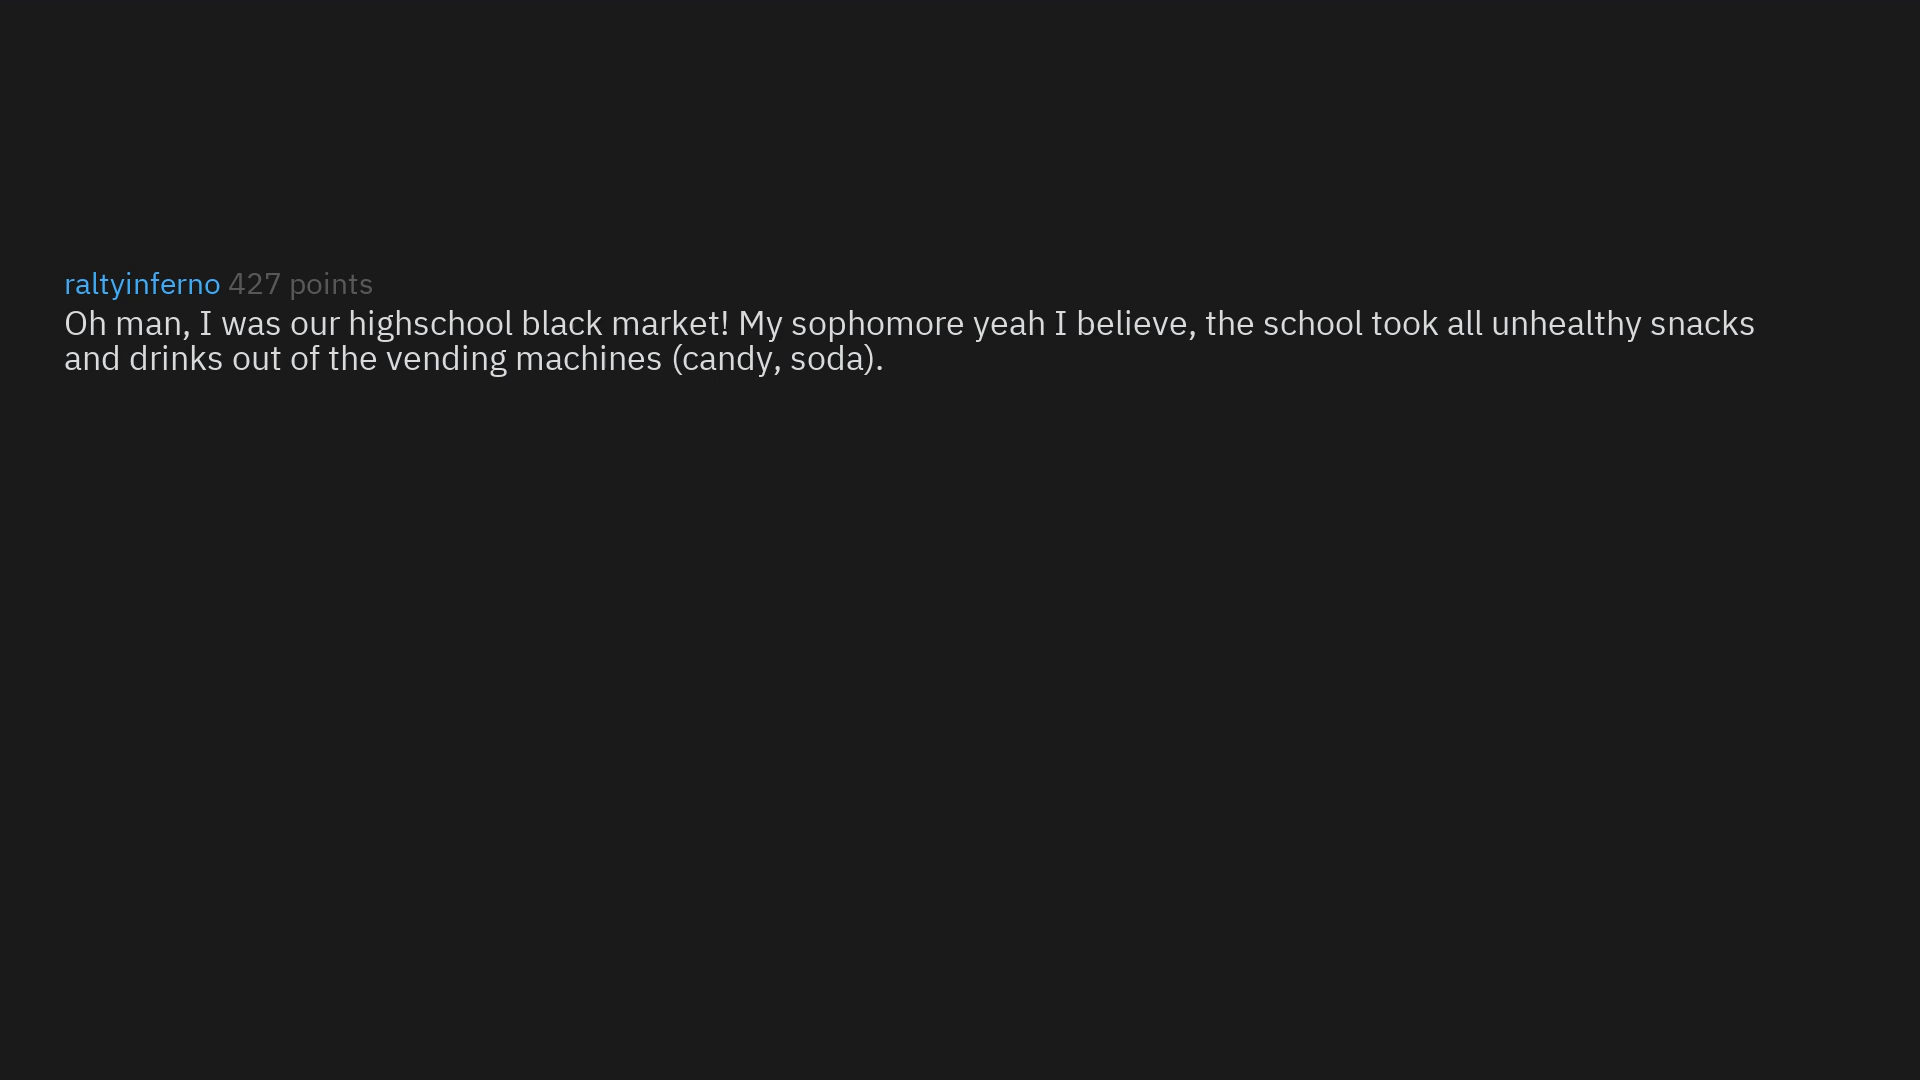 raltyinferno 427 points
Oh man, I was our highschool black market! My sophomore yeah I believe, the school took all unhealthy snacks
and drinks out of the vending machines (candy, soda).